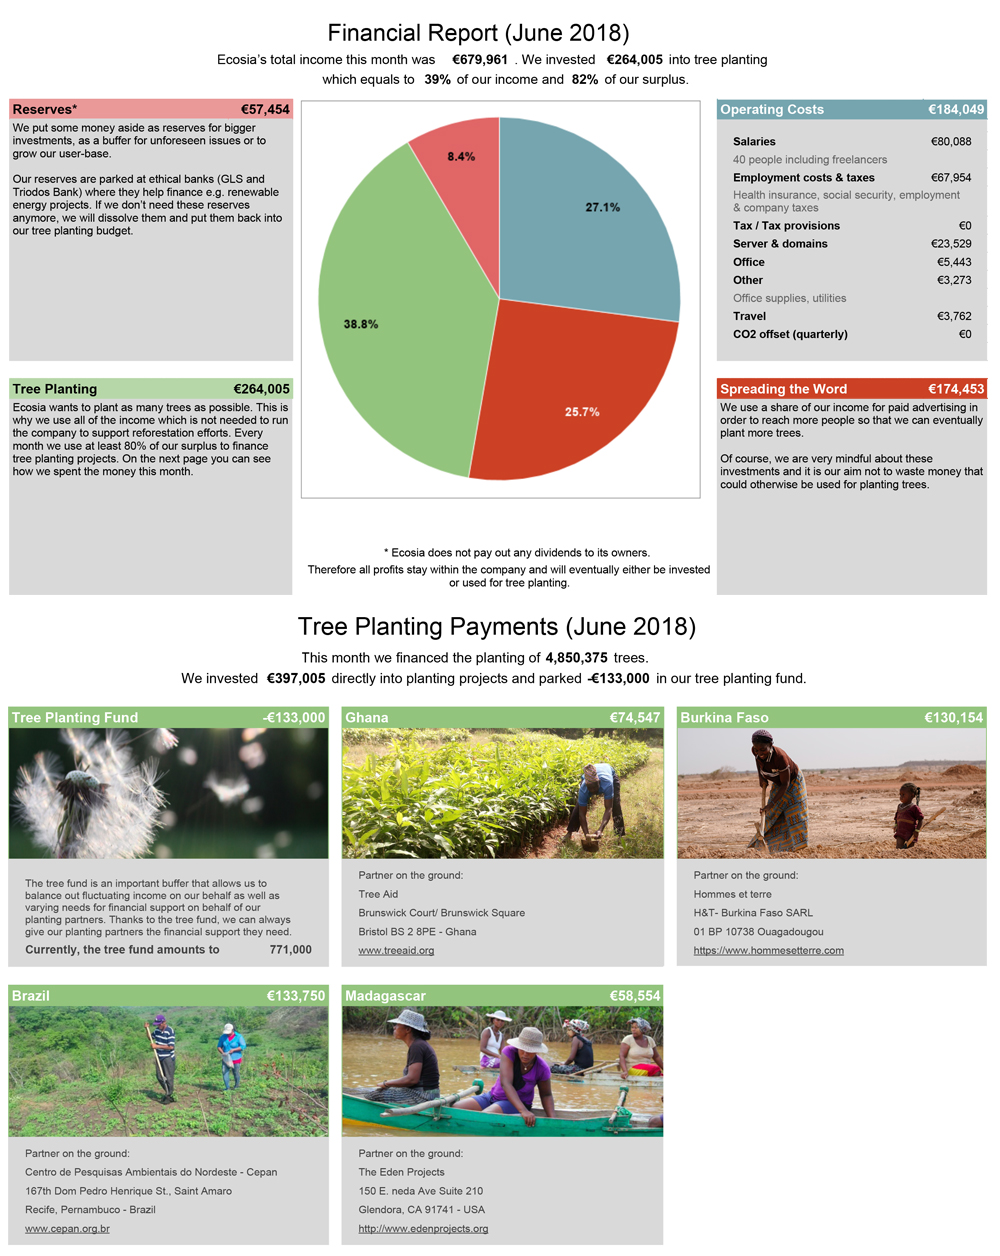 Financial Report (June 2018)
Ecosia's total income this month was €679,961 . We invested €264,005 into tree planting
which equals to 39% of our income and 82% of our surplus.
Reserves* €57,454
We put some money aside as reserves for bigger
investments, as a buffer for unforeseen issues or to
grow our user-base.
Our reserves are parked at ethical banks (GLS and
Triodos Bank) where they help finance e.g. renewable
energy projects. If we don't need these reserves
anymore, we will dissolve them and put them back into
our tree planting budget.
8.4%
27.1%
38.8%
25.7%
Operating Costs €184,049
Salaries €80,088
40 people including freelancers
Employment costs & taxes €67,954
Health insurance, social security, employment
& company taxes
Tax / Tax provisions €0
Server & domains €23,529
Office €5,443
Other €3,273
Office supplies, utilities
Travel €3,762
CO2 offset (quarterly) €0
Tree Planting €264,005
Ecosia wants to plant as many trees as possible. This is
why we use all of the income which is not needed to run
the company to support reforestation efforts. Every
month we use at least 80% of our surplus to finance
tree planting projects. On the next page you can see
how we spent the money this month.
Spreading the Word €174,453
We use a share of our income for paid advertising in
order to reach more people so that we can eventually
plant more trees.
Of course, we are very mindful about these
investments and it is our aim not to waste money that
could otherwise be used for planting trees.
* Ecosia does not pay out any dividends to its owners.
Therefore all profits stay within the company and will eventually either be invested
or used for tree planting.
Tree Planting Payments (June 2018)
This month we financed the planting of 4,850,375 trees.
We invested €397,005 directly into planting projects and parked -€133,000 in our tree planting fund.
Tree Planting Fund -€133,000
The tree fund is an important buffer that allows us to
balance out fluctuating income on our behalf as well as
varying needs for financial support on behalf of our
planting partners. Thanks to the tree fund, we can always
give our planting partners the financial support they need.
Currently, the tree fund amounts to 771,000
Ghana €74,547
Partner on the ground:
Tree Aid
Brunswick Court/ Brunswick Square
Bristol BS 2 8PE - Ghana
www.treeaid.org
Burkina Faso €130,154
Partner on the ground:
Hommes et terre
H&T- Burkina Faso SARL
01 BP 10738 Ouagadougou
https://www.hommesetterre.com
Brazil €133,750
Partner on the ground:
Centro de Pesquisas Ambientais do Nordeste - Cepan
167th Dom Pedro Henrique St., Saint Amaro
Recife, Pernambuco - Brazil
www.cepan.org.br
Madagascar €58,554
Partner on the ground:
The Eden Projects
150 E. neda Ave Suite 210
Glendora, CA 91741 - USA
http://www.edenprojects.org